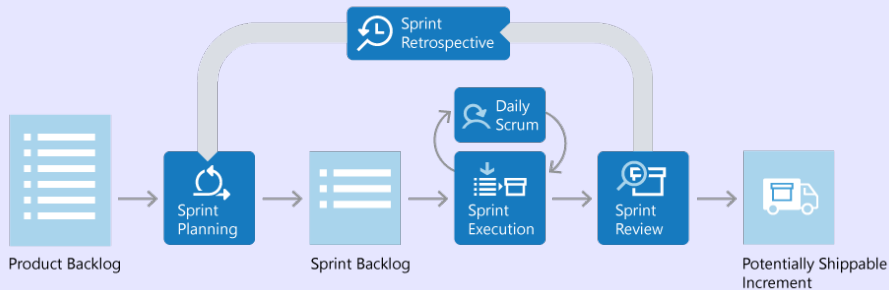 Sprint
Retrospective
Daily
Scrum
Sprint
Planning
Sprint
Execution
Sprint
Review
Product Backlog
Sprint Backlog
Potentially Shippable
Increment